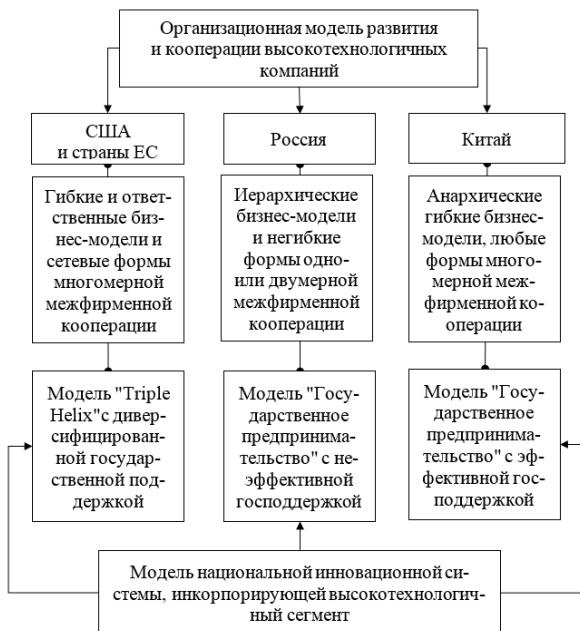 Организационная модель развития
и кооперации высокотехнологичных
компаний
США
и страны ЕС
Россия
Китай
Гибкие и ответ-
ственные биз-
нес-модели и
сетевые формы
многомерной
межфирменной
кооперации
Иерархические
бизнес-модели
и негибкие
формы одно-
или двумерной
межфирменной
кооперации
Анархические
гибкие бизнес-
модели, любые
формы много-
мерной меж-
фирменной ко-
операции
Модель "Triple
Helix"с дивер-
сифицирован-
ной государ-
ственной под-
держкой
Модель "Госу-
дарственное
предпринима-
тельство" с не-
эффективной
господдержкой
Модель "Госу-
дарственное
предпринима-
тельство" с эф-
фективной гос-
поддержкой
Модель национальной инновационной си-
стемы, инкорпорирующей высокотехнологич-
ный сегмент